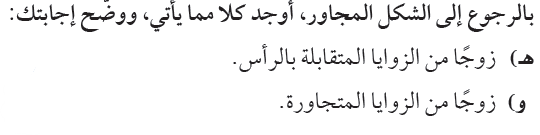 بالرجوع إلى الشكل المجاور، أوجد كلا مما يأتي، ووضّح إجابتك:
هـ) زوجًا من الزوايا المتقابلة بالرأس.
و) زوجًا من الزوايا المتجاورة.